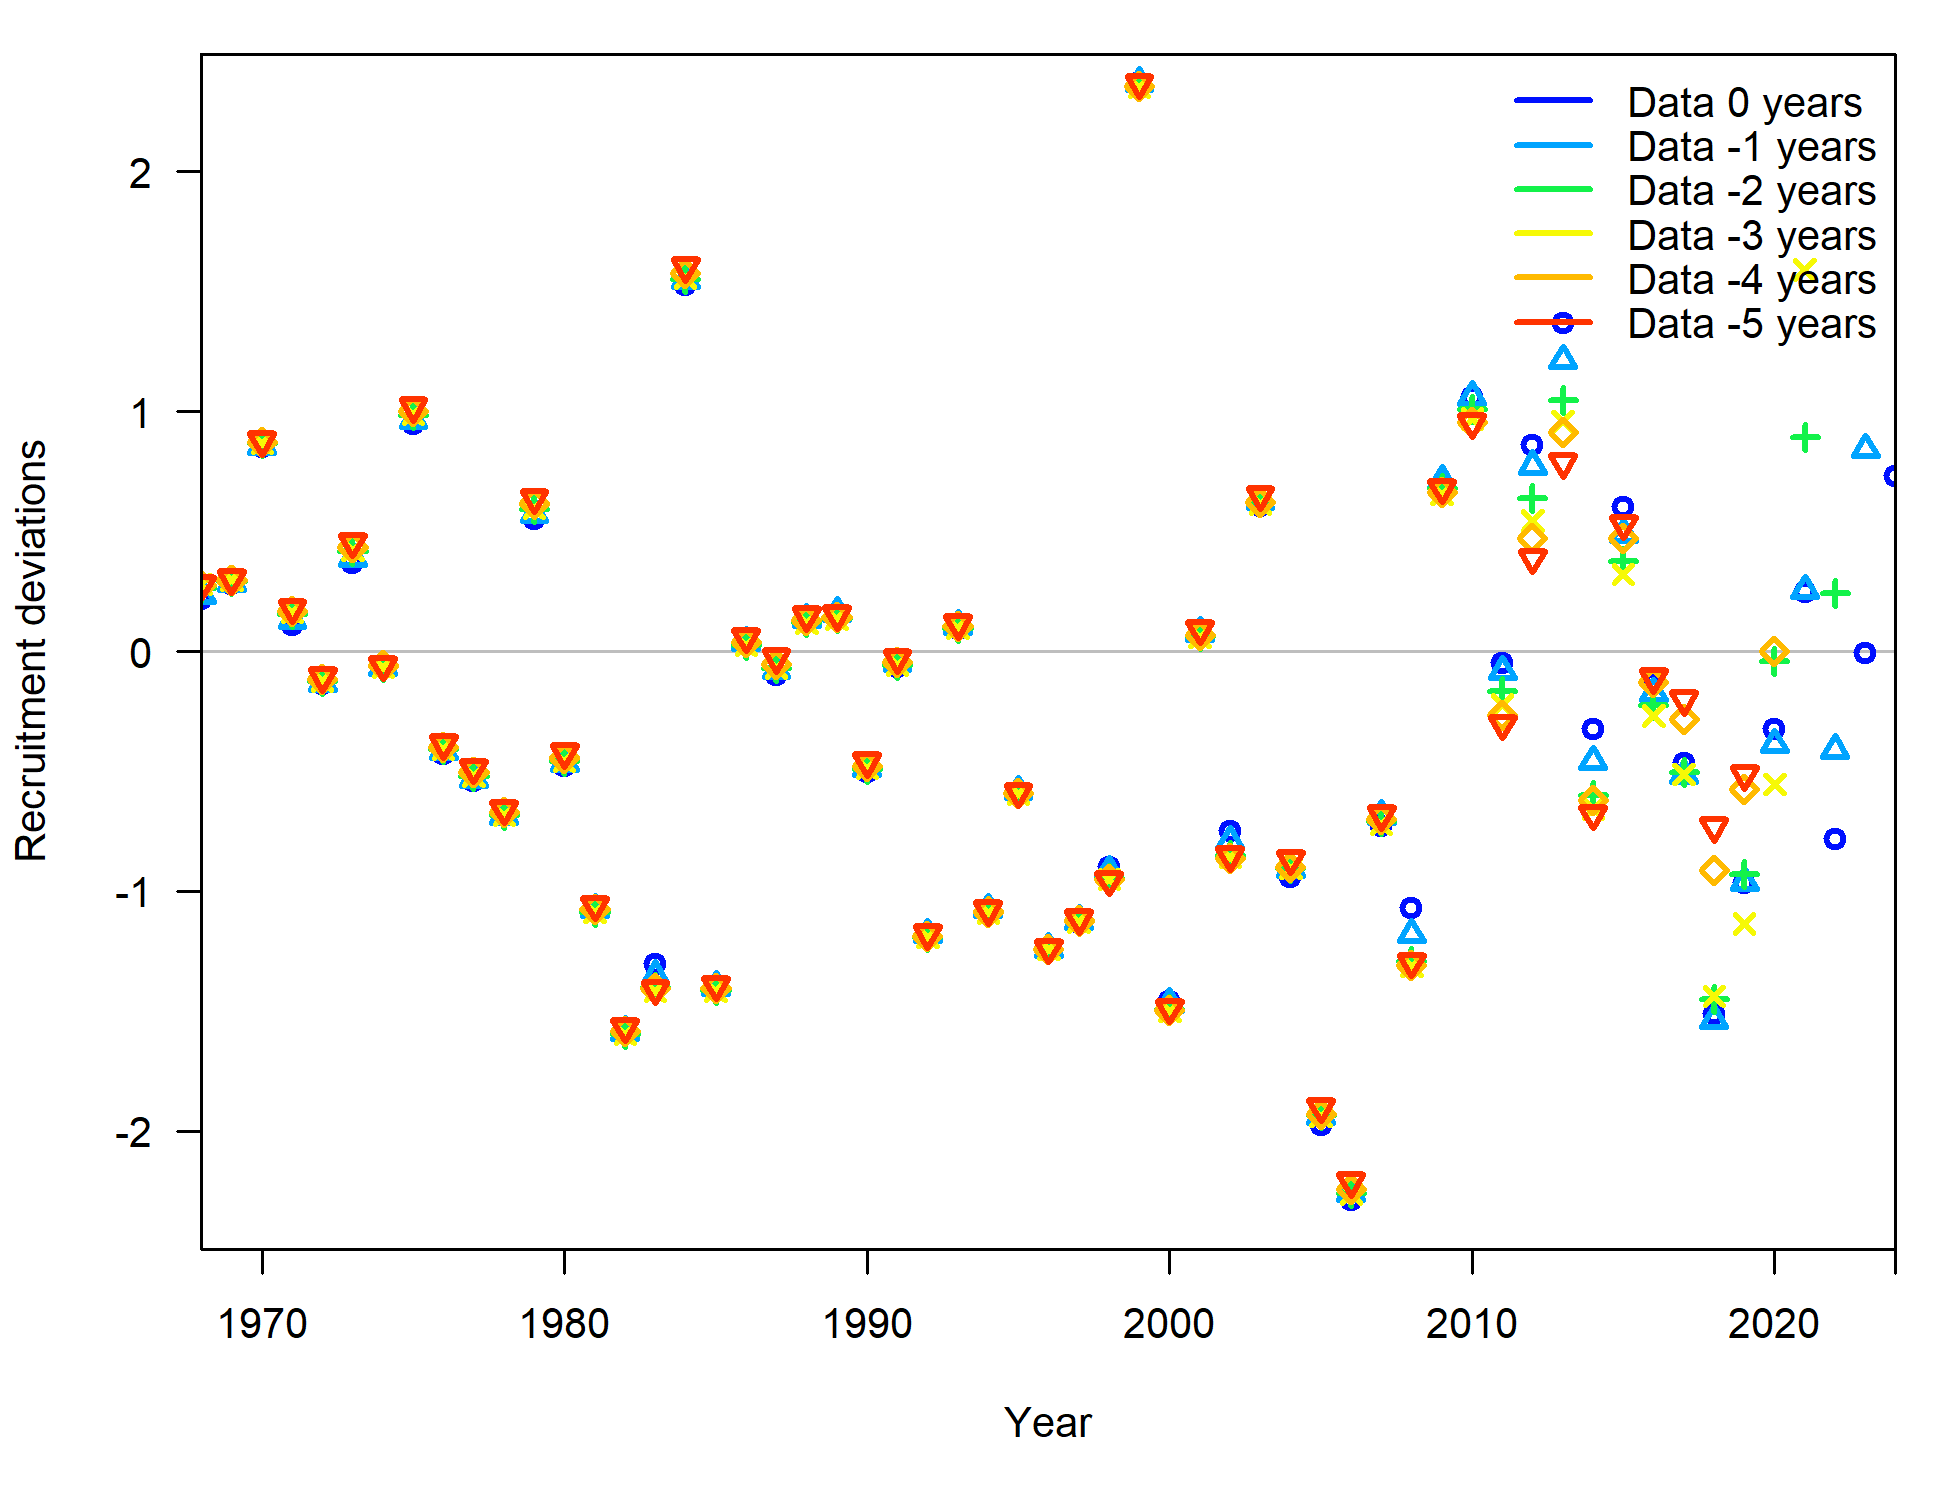 Data 0 years
Data -1 years
Data -2 years
Data -3 years
Data -4 years
Data -5 years
2
1
0
-1
-2
Recruitment deviations
1970 1980 1990 2000 2010 2020
Year